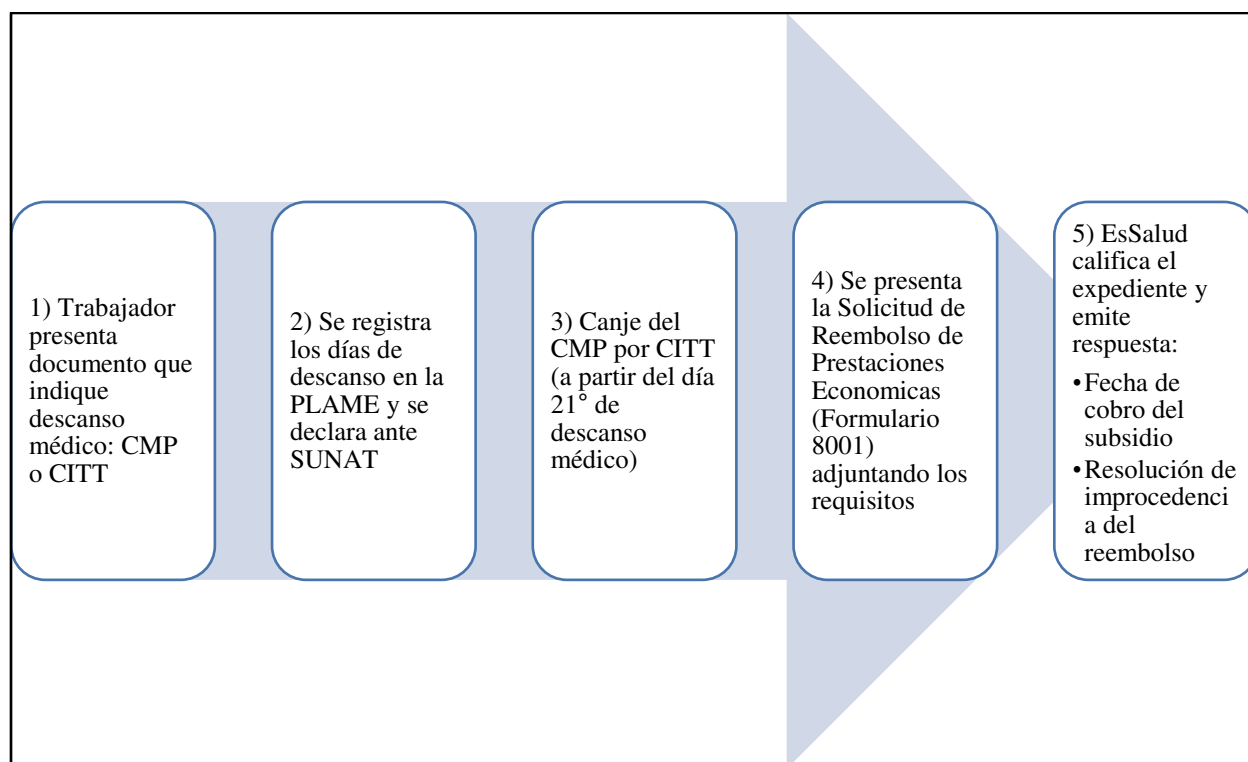 1) Trabajador
presenta
documento que
indique
descanso
médico: CMP
o CITT
2) Se registra
los días de
descanso en la
PLAME y se
declara ante
SUNAT
3) Canje del
CMP por CITT
(a partir del día
21° de
descanso
médico)
4) Se presenta
la Solicitud de
Reembolso de
Prestaciones
Economicas
(Formulario
8001)
adjuntando los
requisitos
5) EsSalud
califica el
expediente y
emite
respuesta:
•Fecha de
cobro del
subsidio
•Resolución de
improcedenci
a del
reembolso